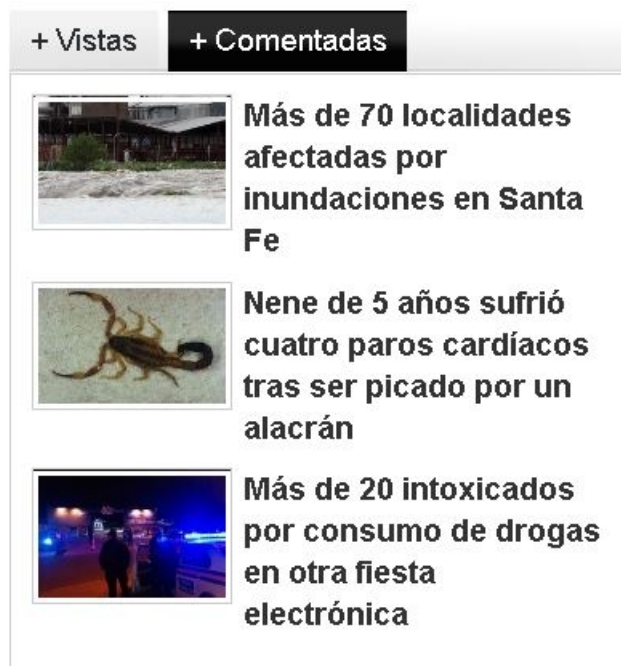 + Vistas
+ Comentadas
Más de 70 localidades
afectadas por
inundaciones en Santa
Fe
Nene de 5 años sufrió
cuatro paros cardíacos
tras ser picado por un
alacrán
Más de 20 intoxicados
por consumo de drogas
en otra fiesta
electrónica